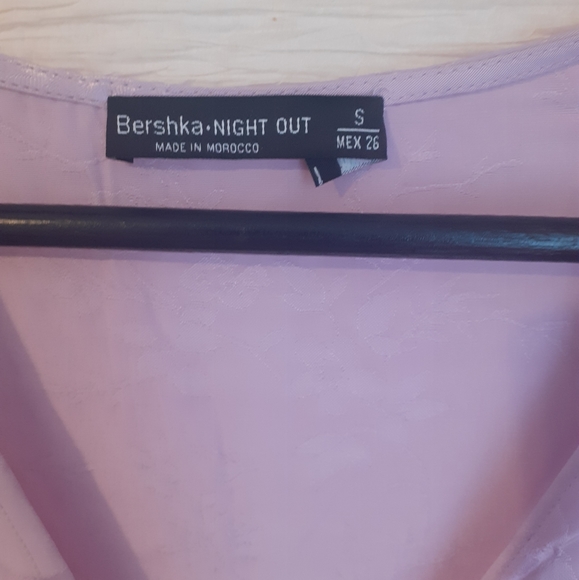 Bershka•NIGHT OUT
MADE IN MOROCCO
S
MEX 26